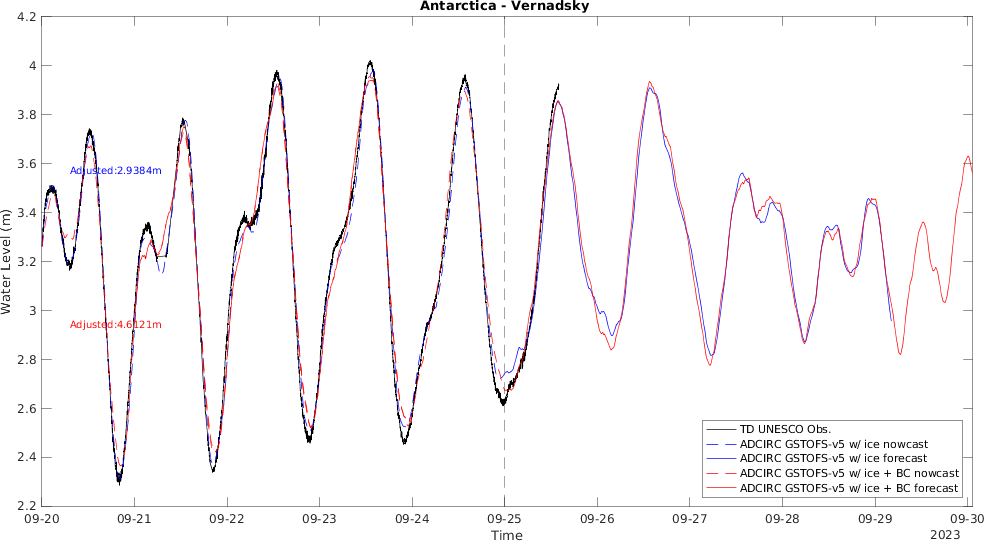 Antarctica - Vernadsky
4.2
4
3.8
3.6
3.4
3.2
3
2.8
2.6
2.4
2.2
Water Level (m)
Adjusted:2.9384m
Adjusted:4.6121m
TD UNESCO Obs.
ADCIRC GSTOFS-v5 w/ ice nowcast
ADCIRC GSTOFS-v5 w/ ice forecast
ADCIRC GSTOFS-v5 w/ ice + BC nowcast
ADCIRC GSTOFS-v5 w/ ice + BC forecast
09-20 09-21 09-22 09-23 09-24 09-25 09-26 09-27 09-28 09-29 09-30
Time
2023